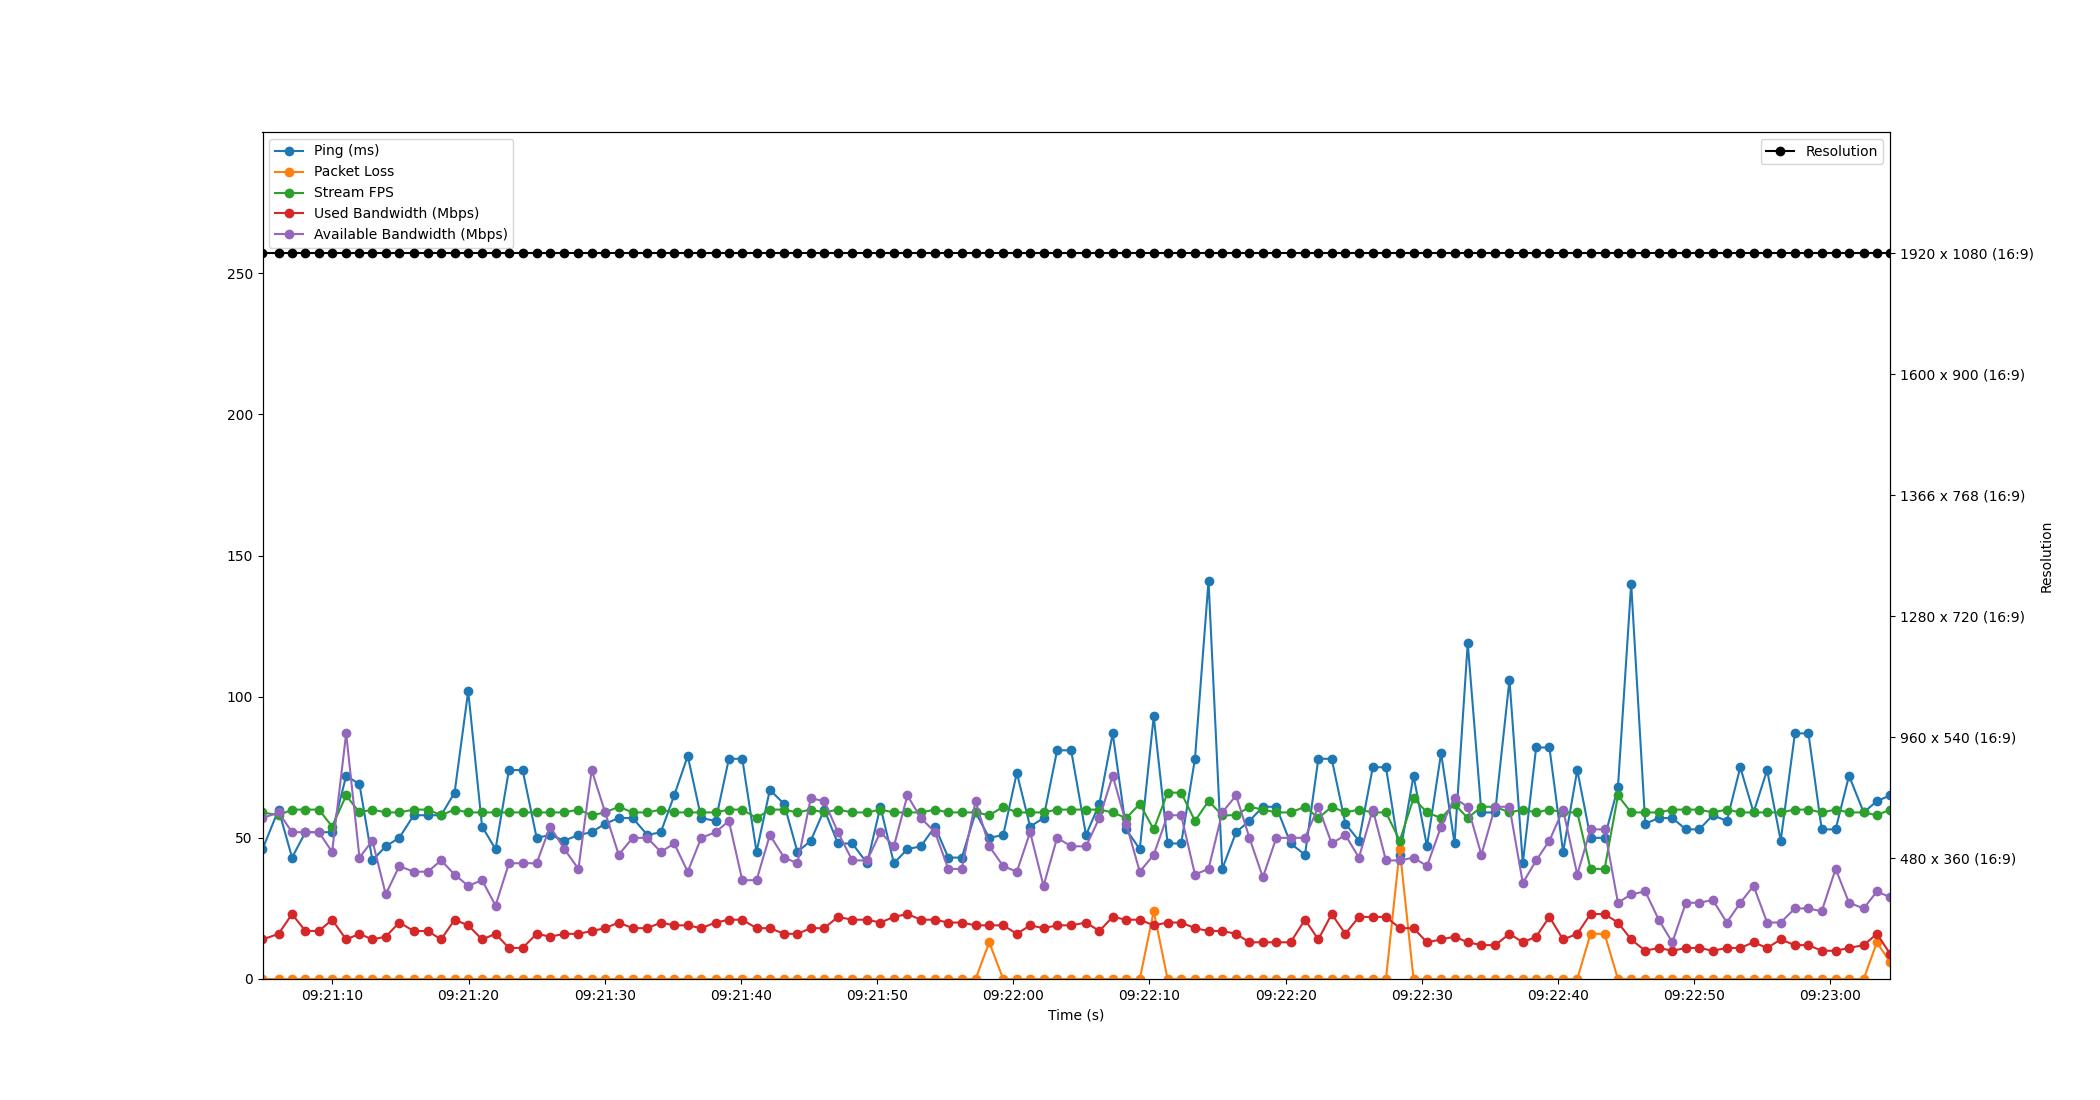 Ping (ms)
Packet Loss
Stream FPS
Used Bandwidth (Mbps)
Available Bandwidth (Mbps)
Resolution
250
200
150
100
50
0
1920 x 1080 (16:9)
1600 x 900 (16:9)
1366 x 768 (16:9)
1280 x 720 (16:9)
960 x 540 (16:9)
480 x 360 (16:9)
Resolution
09:21:10 09:21:20 09:21:30 09:21:40 09:21:50 09:22:00 09:22:10 09:22:20 09:22:30 09:22:40 09:22:50 09:23:00
Time (s)